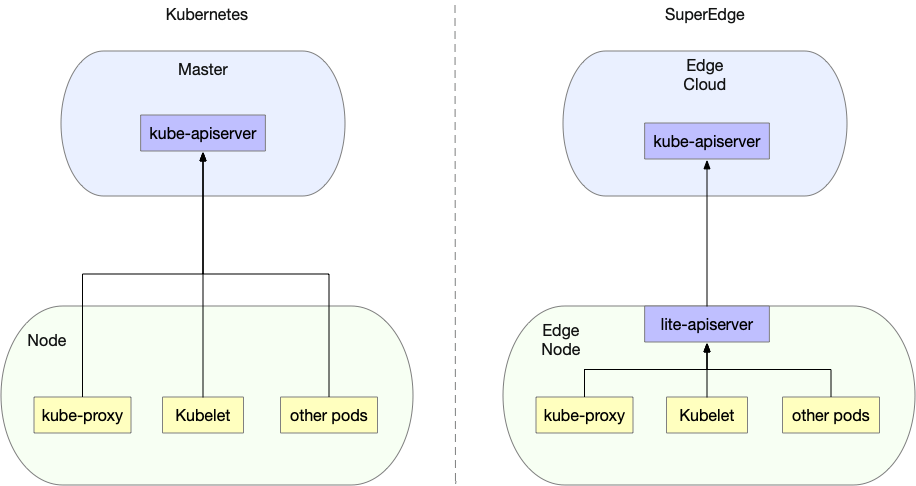 Kubernetes
Master
kube-apiserver
Node
kube-proxy
Kubelet
other pods
SuperEdge
Edge
Cloud
kube-apiserver
lite-apiserver
Edge
Node
kube-proxy
Kubelet
other pods